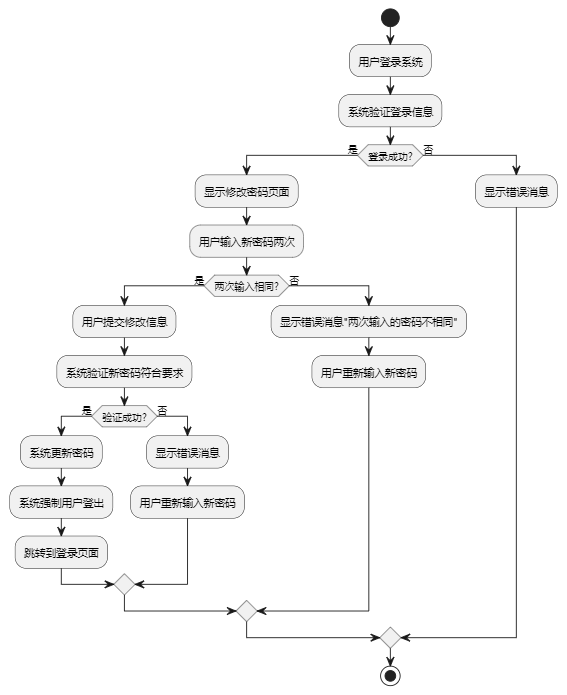 用户登录系统
系统验证登录信息
是
登录成功?
否
显示修改密码页面
显示错误消息
用户输入新密码两次
是
两次输入相同?
否
用户提交修改信息
显示错误消息"两次输入的密码不相同"
系统验证新密码符合要求
用户重新输入新密码
是
验证成功?
否
系统更新密码
显示错误消息
系统强制用户登出
用户重新输入新密码
跳转到登录页面